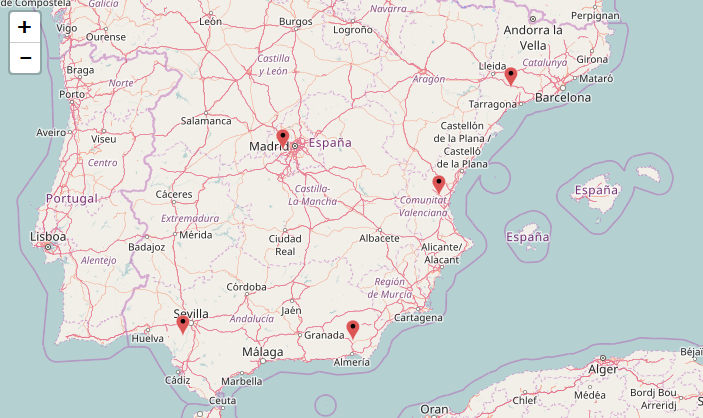 de Compostela
Galicia
León
Burgos
Navarra
Logroño
Perpignan
+
−
Vigo
Ourense
Andorra la
Vella
Braga
Norte
Castilla
y León
Aragón
Lleida
Catalunya
Girona
Mataró
Porto
Tarragona
Barcelona
Salamanca
Aveiro
Viseu
Madrid
España
Castellón
de la Plana /
Castelló
de la Plana
Centro
Portugal
Cáceres
Castilla-
La Mancha
Comunitat
Valenciana
España
Extremadura
Mérida
Lisboa
Badajoz
Ciudad
Real
Albacete
Alicante/
Alacant
España
Alentejo
Córdoba
Región
de Murcia
Sevilla
Andalucía
Jaén
Cartagena
Huelva
Granada
Málaga
Almería
Cádiz
Marbella
Ceuta
Alger
Béjaï
Oran
Chlef
Médéa
Bordj Bou
Arreridj